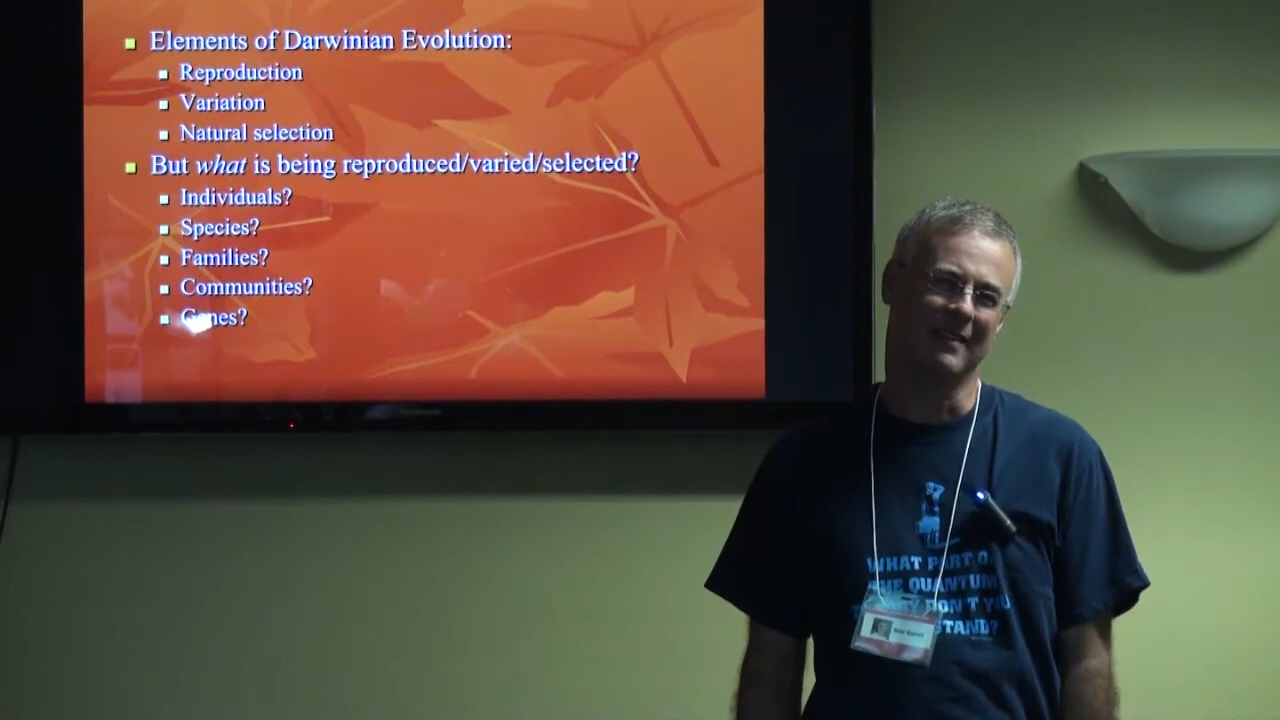 Elements of Darwinian Evolution:
Reproduction
Variation
Natural selection
But what is being reproduced/varied/selected?
Individuals?
Species?
Families?
Communities?
Genes?
WHAT PART O
THE QUANTUM
DON'T YOU
STAND?